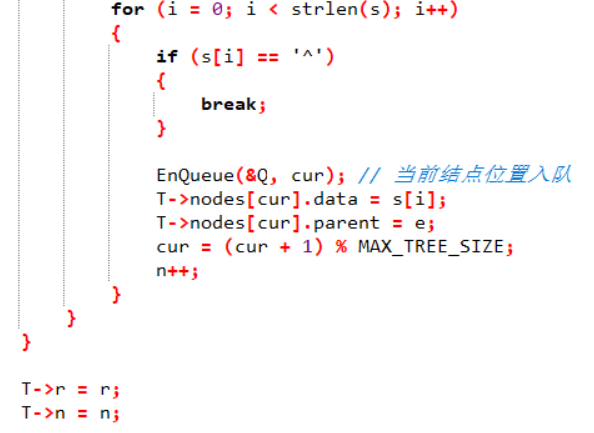 for (i = 0; i < strlen(s); i++)
{
if (s[i] == '^')
{
break;
}
EnQueue(&Q, cur); // 当前结点位置入队
T->nodes[cur].data = s[i];
T->nodes[cur].parent = e;
cur = (cur + 1) % MAX_TREE_SIZE;
n++;
}
}
}
T->r = r;
T->n = n;